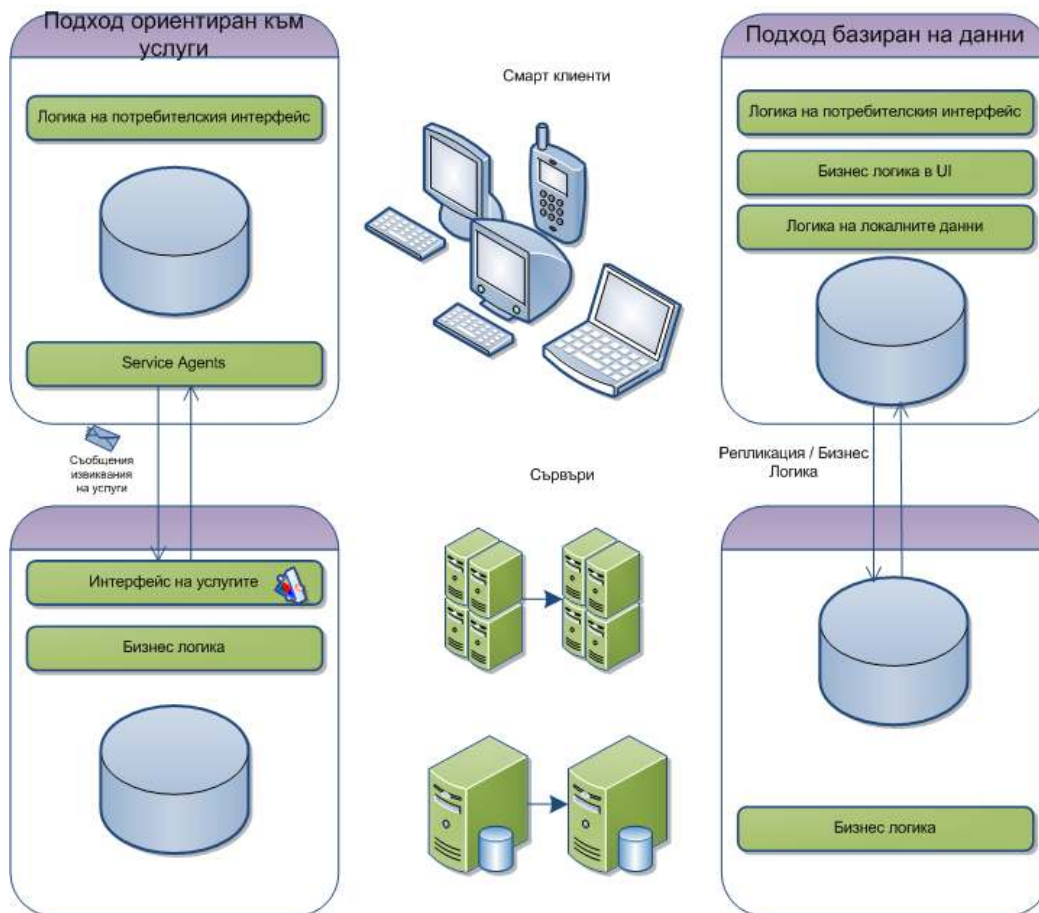 Подход ориентиран към
услуги
Логика на потребителския интерфейс
Service Agents
Съобщения
извиквания
на услуги
Интерфейс на услугите
Бизнес логика
Смарт клиенти
Сървъри
Подход базиран на данни
Логика на потребителския интерфейс
Бизнес логика в UI
Логика на локалните данни
Репликация / Бизнес
Логика
Бизнес логика